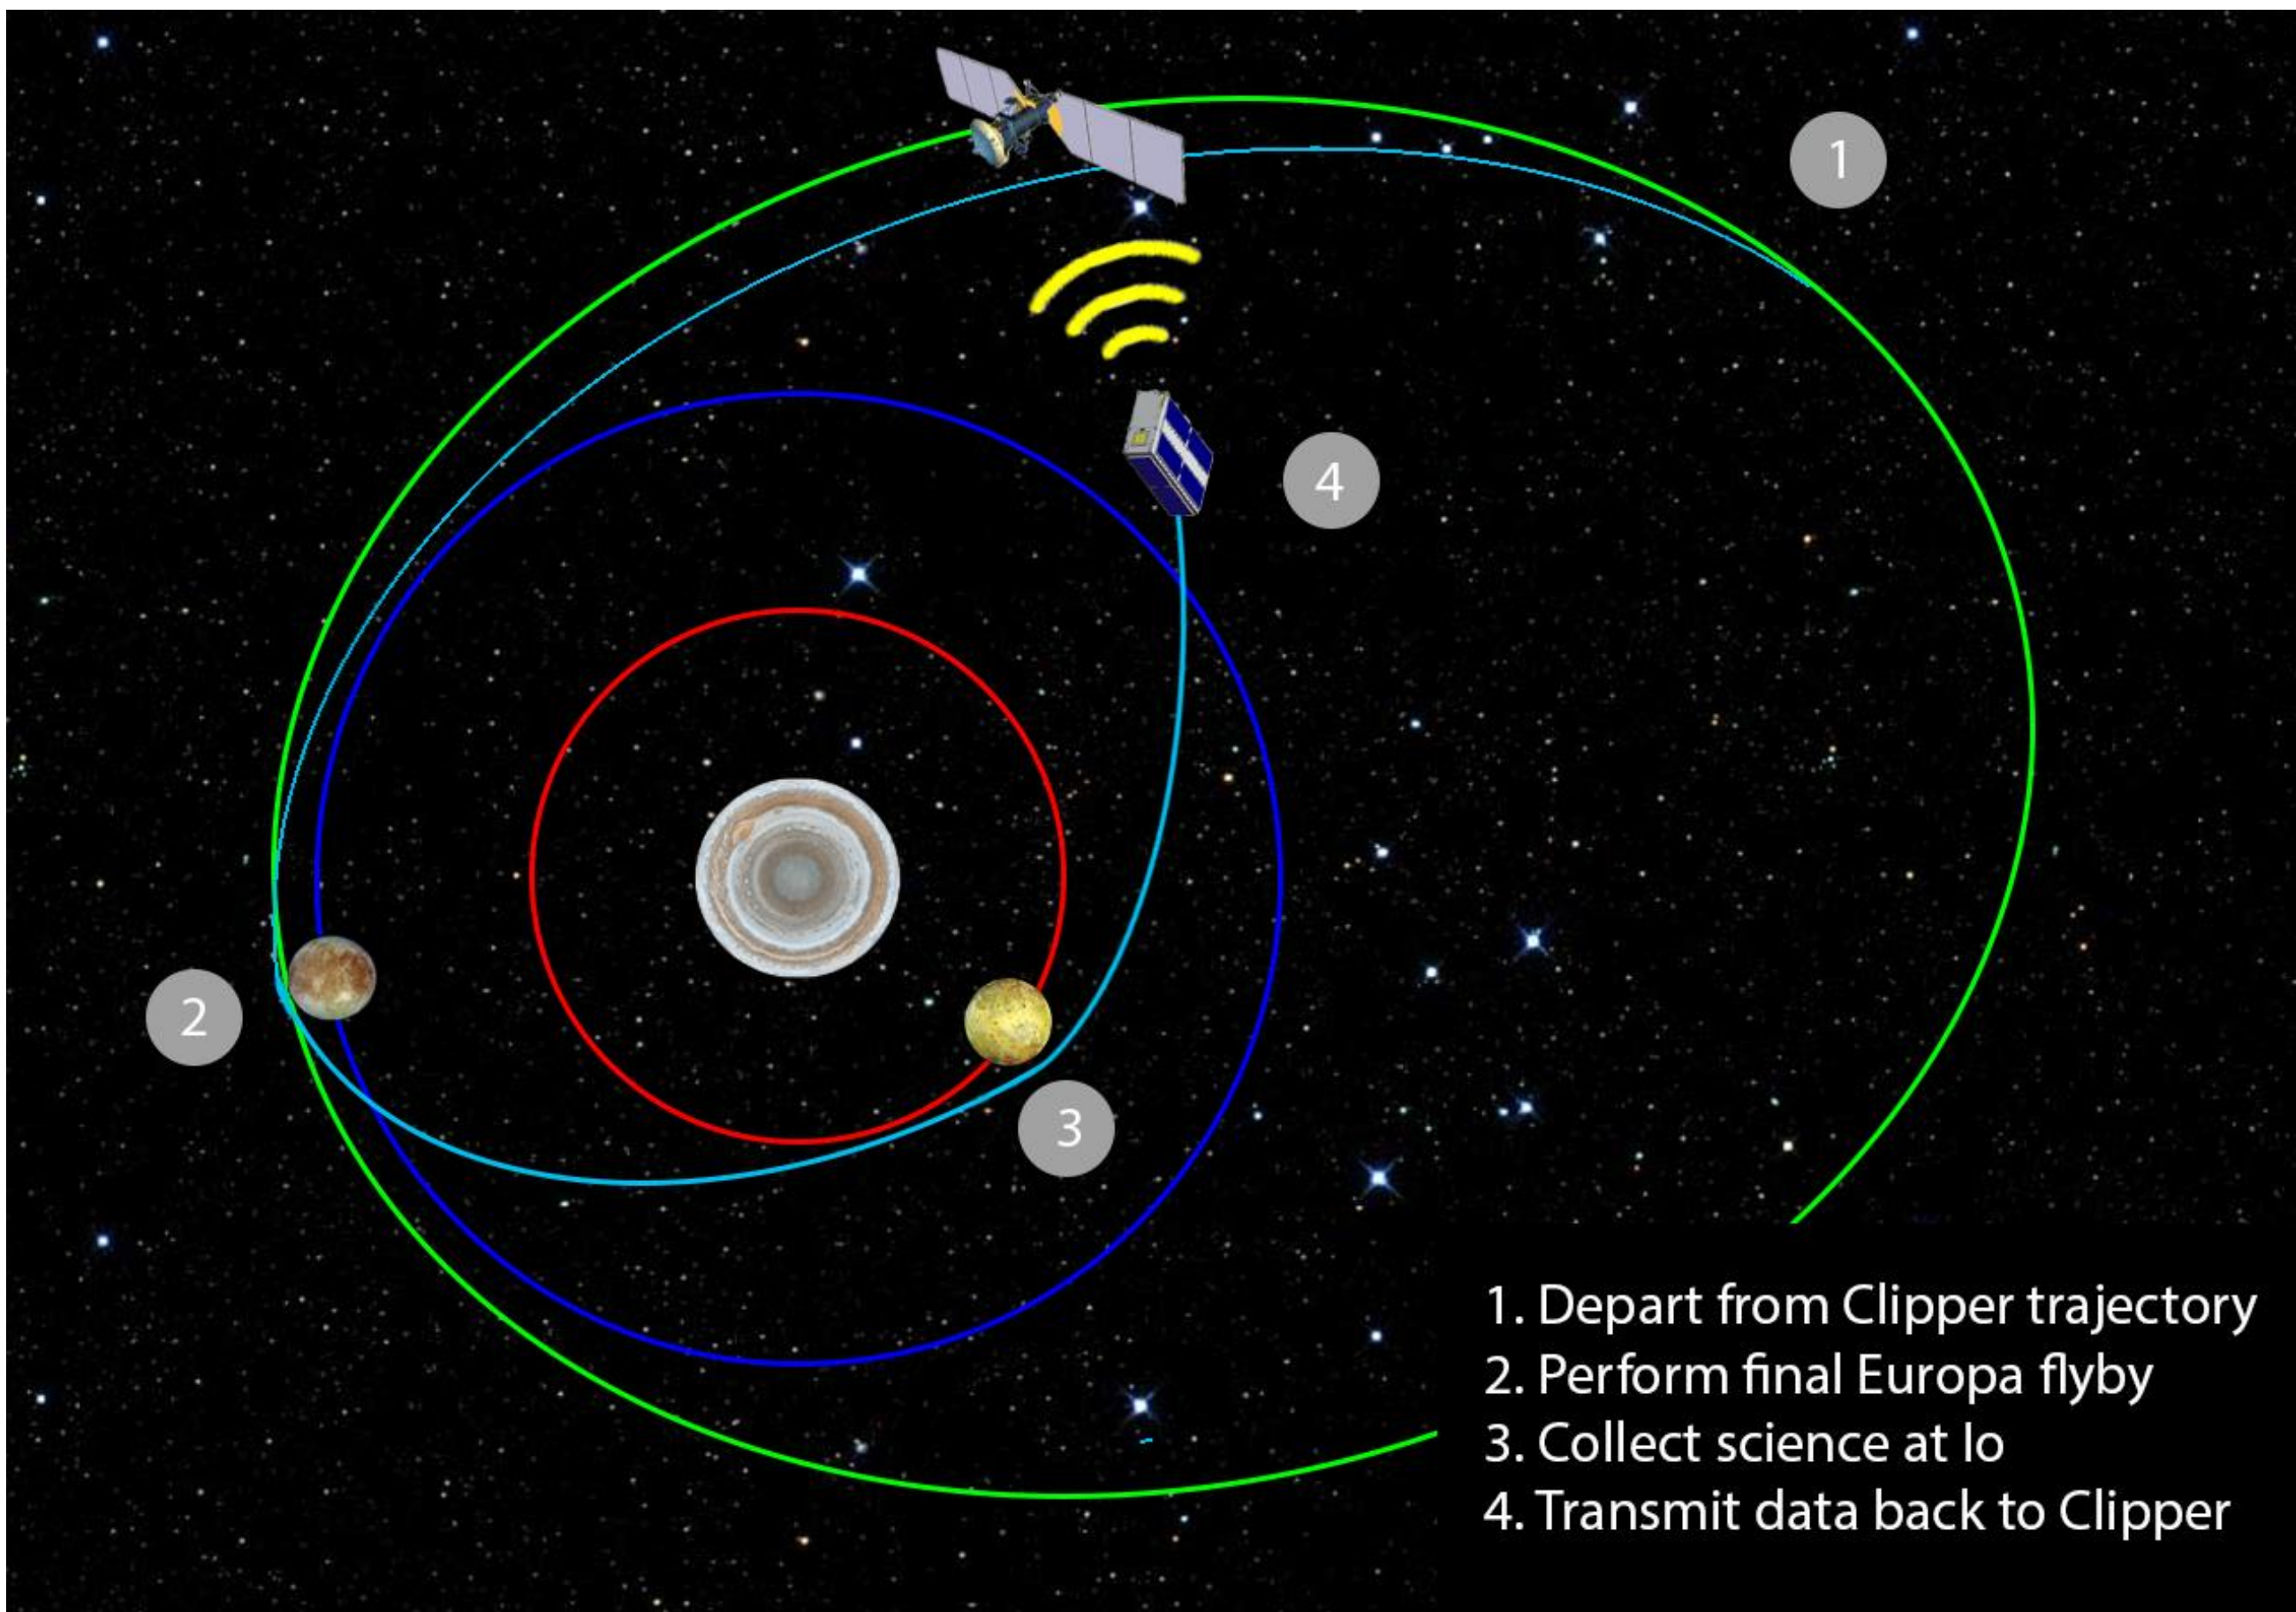 1
4
2
3
1. Depart from Clipper trajectory
2. Perform final Europa flyby
3. Collect science at Io
4. Transmit data back to Clipper